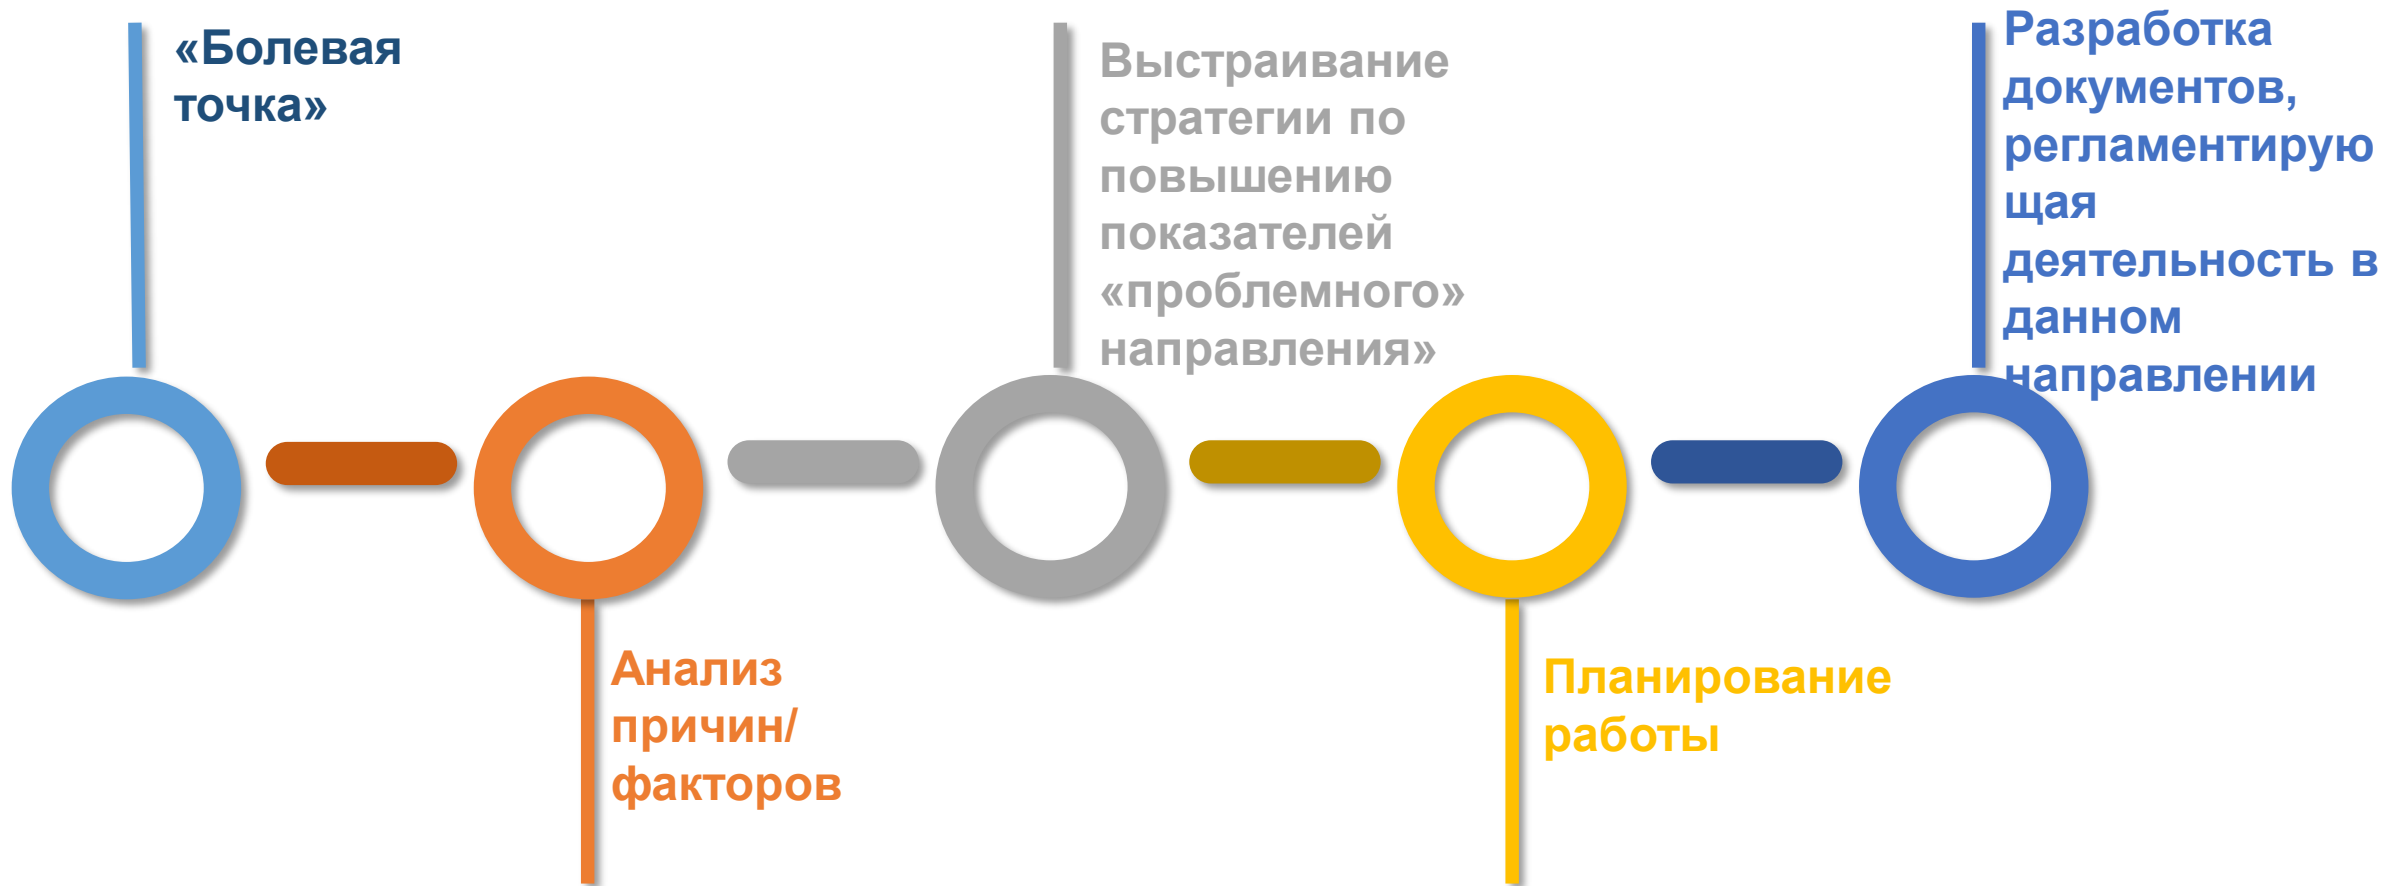 «Болевая
точка»
Анализ
причин/
факторов
Выстраивание
стратегии по
повышению
показателей
«проблемного»
направления»
Планирование
работы
Разработка
документов,
регламентирую
щая
деятельность в
данном
направлении